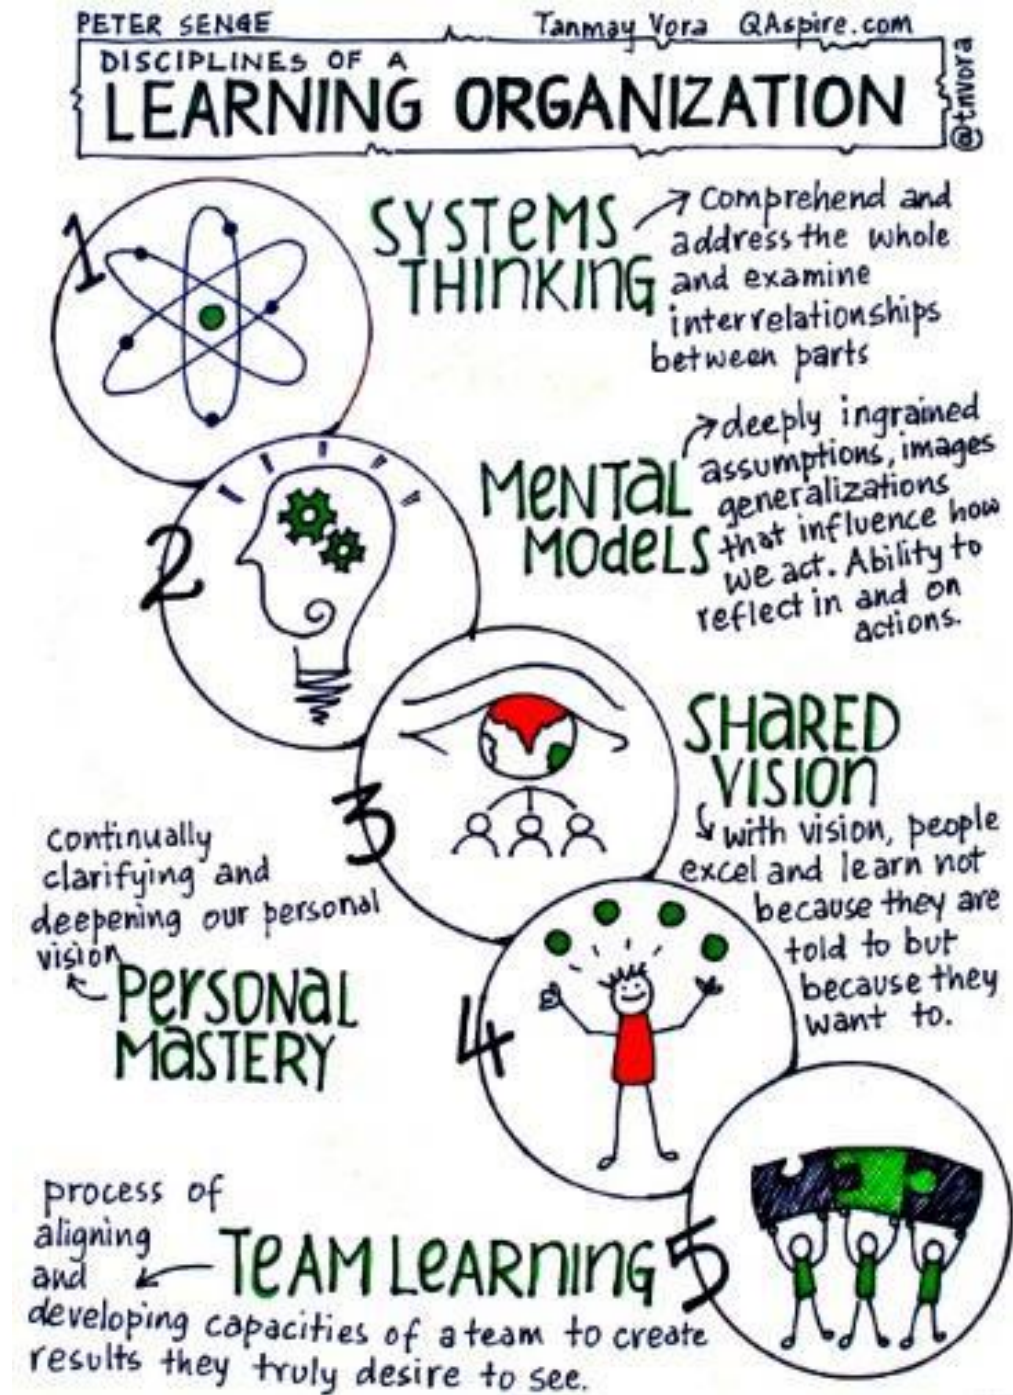 PETER SENGE
Tanmay Vora QAspire.com
@tnvora
DISCIPLINES OF A
LEARNING ORGANIZATION
1
SYSTEMS
THINKING
comprehend and
address the whole
and examine
interrelationships
between parts
2
MENTAL
MODELS
deeply ingrained
assumptions, images
generalizations
that influence how
we act. Ability to
reflect in and on
actions.
3
SHARED
VISION
with vision, people
excel and learn not
because they are
told to but
because they
want to.
4
continually
clarifying and
deepening our personal
vision
PERSONAL
MASTERY
5
process of
aligning
and
TEAM LEARNING
developing capacities of a team to create
results they truly desire to see.